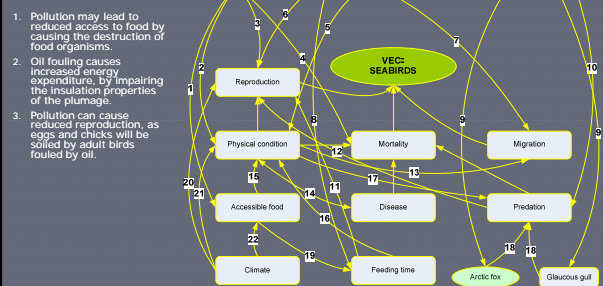 1. Pollution may lead to
reduced access to food by
causing the destruction of
food organisms.
2. Oil fouling causes
increased energy
expenditure, by impairing
the insulation properties
of the plumage.
3. Pollution can cause
reduced reproduction, as
eggs and chicks will be
soiled by adult birds
fouled by oil.
3
6
5
4
7
2
1
10
VEC=
SEABIRDS
Reproduction
8
9
9
Physical condition
Mortality
Migration
12
13
15
17
20
21
14
11
Accessible food
Disease
Predation
16
22
19
18
18
Climate
Feeding time
Arctic fox
Glaucous gull